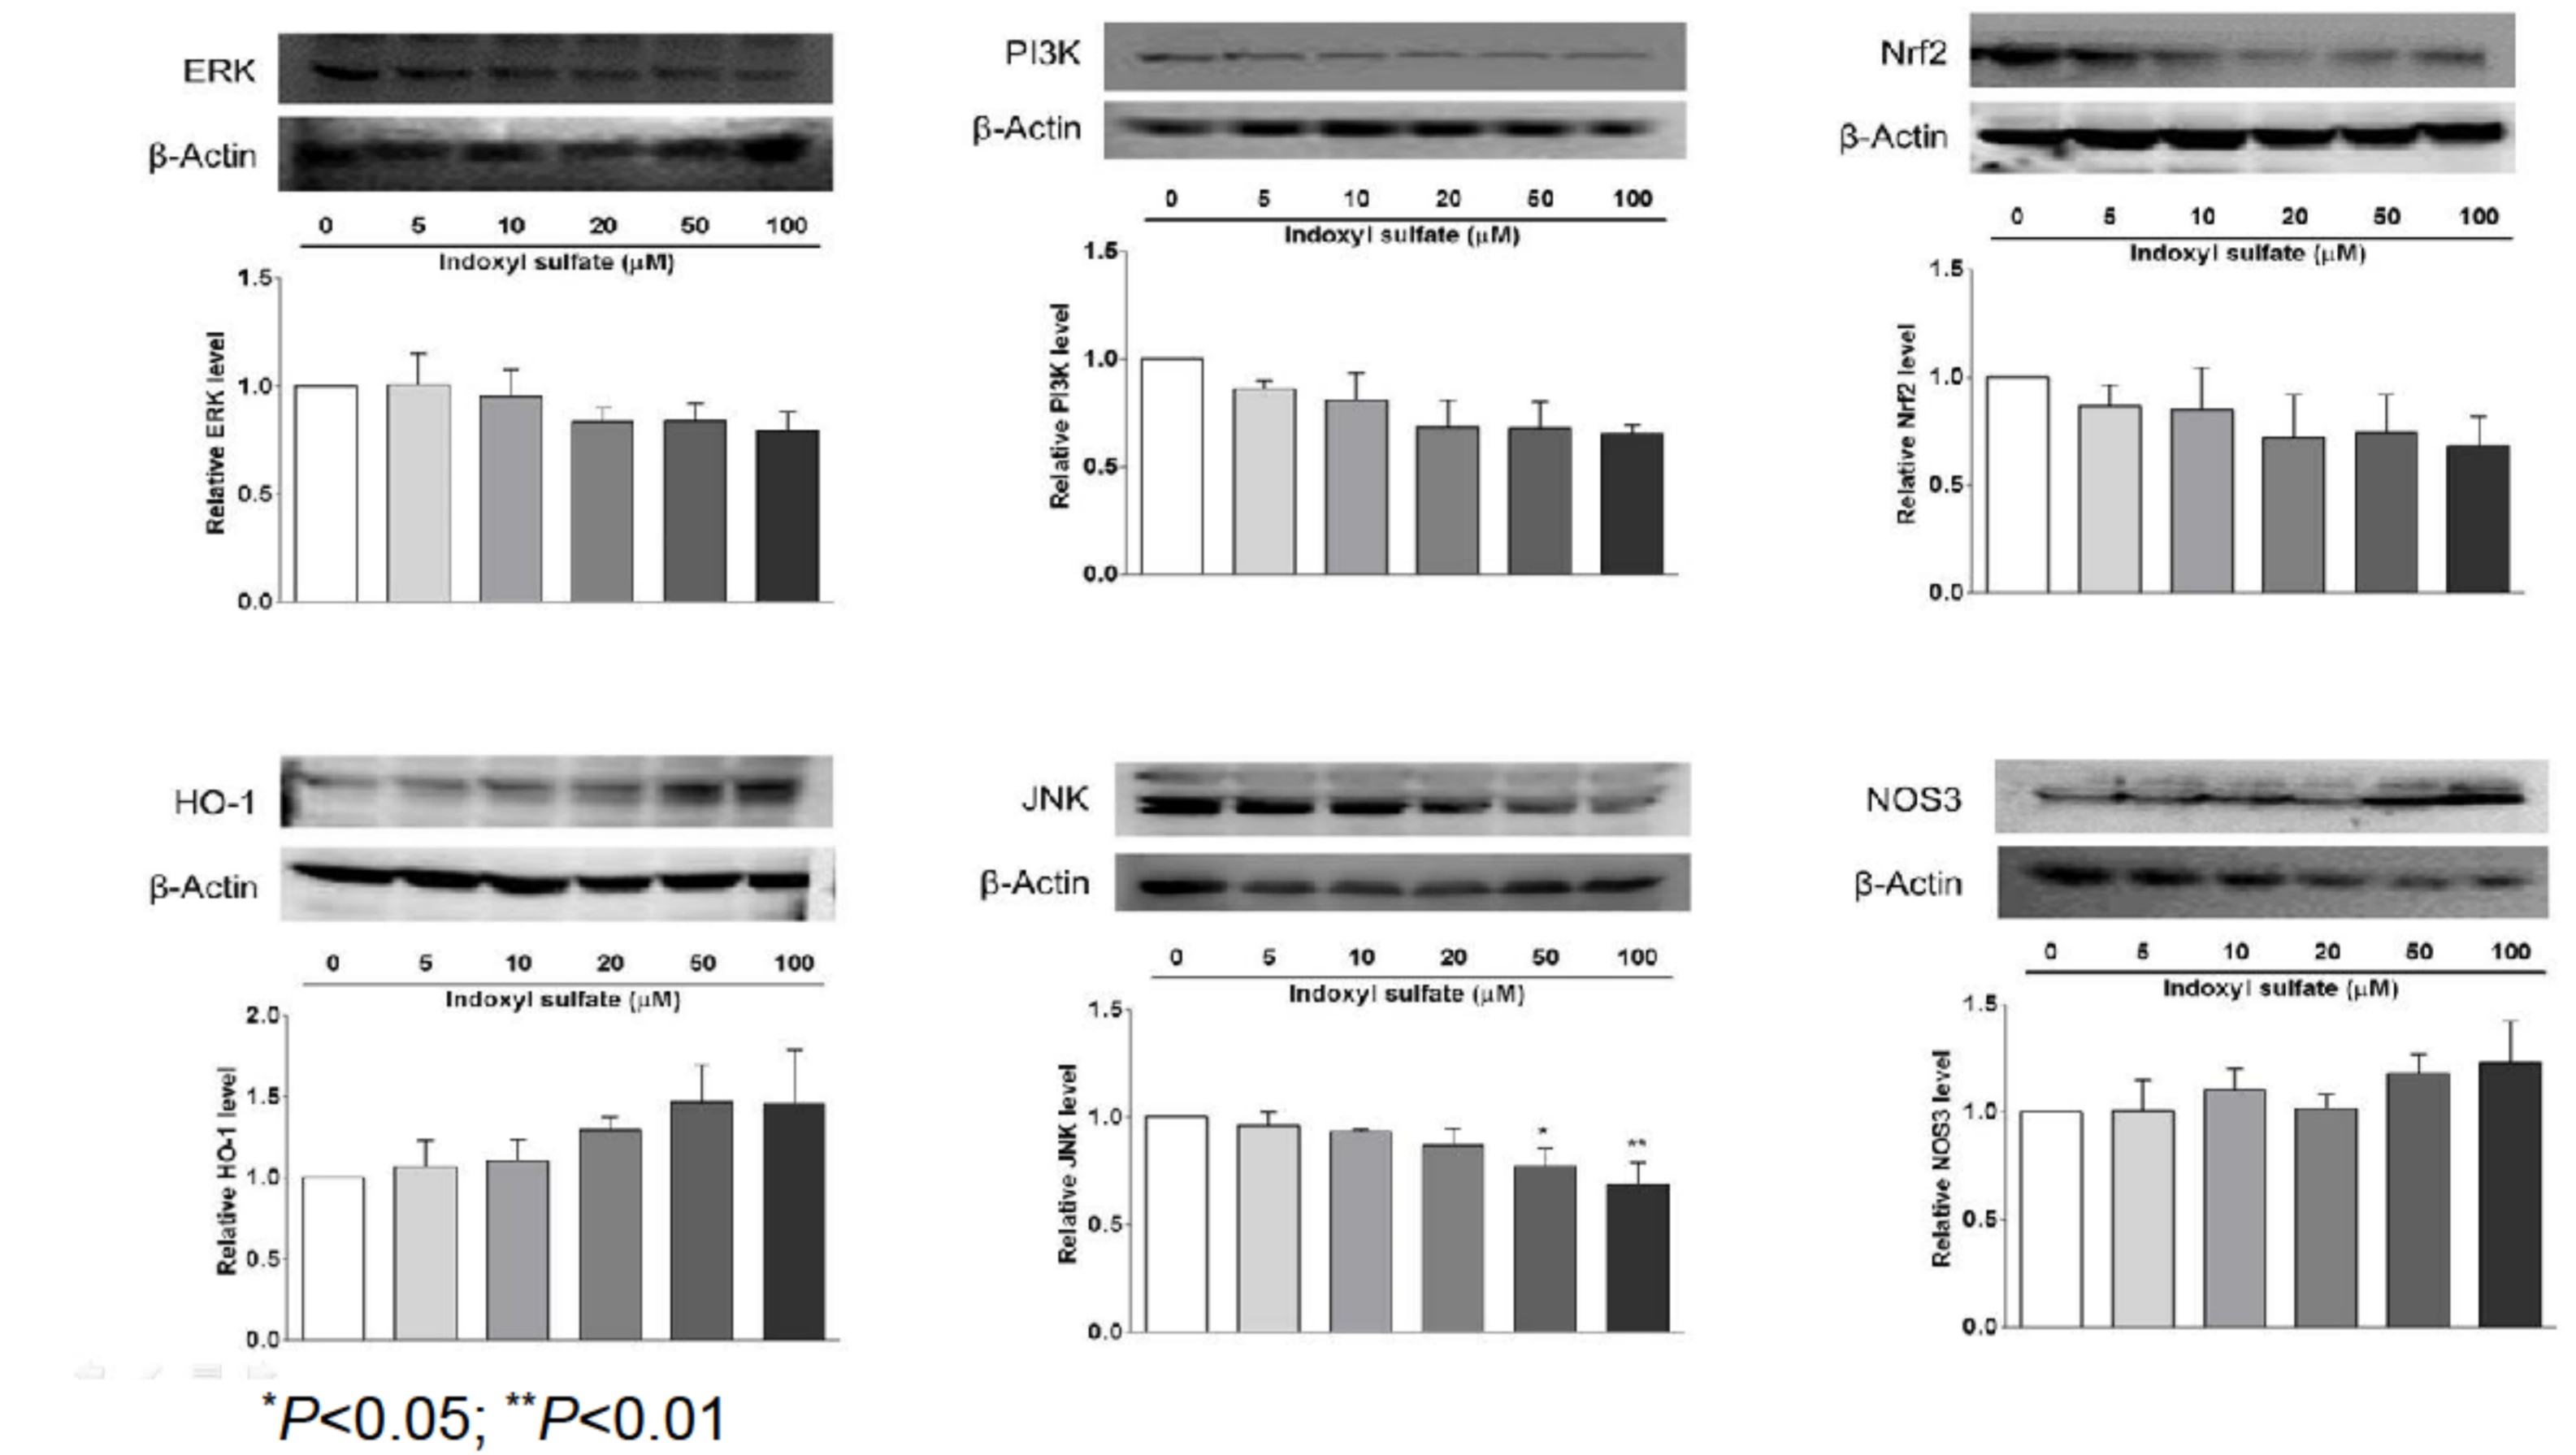 ERK
β-Actin
0 5 10 20 50 100
Indoxyl sulfate (μM)
1.5
1.0
0.5
0.0
Relative ERK level
PI3K
β-Actin
0 5 10 20 50 100
Indoxyl sulfate (μM)
1.5
1.0
0.5
0.0
Relative PI3K level
Nrf2
β-Actin
0 5 10 20 50 100
Indoxyl sulfate (μM)
1.5
1.0
0.5
0.0
Relative Nrf2 level
HO-1
β-Actin
0 5 10 20 50 100
Indoxyl sulfate (μM)
2.0
1.5
1.0
0.5
0.0
Relative HO-1 level
JNK
β-Actin
0 5 10 20 50 100
Indoxyl sulfate (μM)
1.5
1.0
0.5
0.0
Relative JNK level
*
**
NOS3
β-Actin
0 5 10 20 50 100
Indoxyl sulfate (μM)
1.5
1.0
0.5
0.0
Relative NOS3 level
*P<0.05; **P<0.01